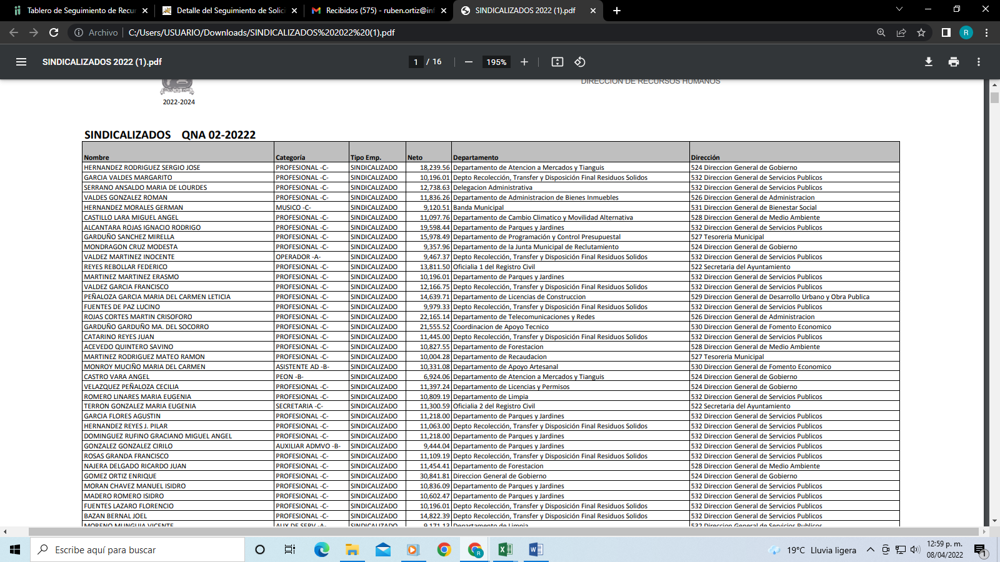 Tablero de Seguimiento de Recur
Detalle del Seguimiento de Solici
Recibidos (575) - ruben.ortiz@inf
SINDICALIZADOS 2022 (1).pdf
Archivo C:/Users/USUARIO/Downloads/SINDICALIZADOS%202022%20(1).pdf R
SINDICALIZADOS 2022 (1).pdf 1 / 16 195%
DIRECCION DE RECURSOS HUMANOS
2022-2024
SINDICALIZADOS QNA 02-20222
Nombre Categoría Tipo Emp. Neto Departamento Dirección
HERNANDEZ RODRIGUEZ SERGIO JOSE PROFESIONAL -C- SINDICALIZADO 18,239.56 Departamento de Atencion a Mercados y Tianguis 524 Direccion General de Gobierno
GARCIA VALDES MARGARITO PROFESIONAL -C- SINDICALIZADO 10,196.01 Depto Recolección, Transfer y Disposición Final Residuos Solidos 532 Direccion General de Servicios Publicos
SERRANO ANSALDO MARIA DE LOURDES PROFESIONAL -C- SINDICALIZADO 12,738.63 Delegacion Administrativa 532 Direccion General de Servicios Publicos
VALDES GONZALEZ ROMAN PROFESIONAL -C- SINDICALIZADO 11,836.26 Departamento de Administracion de Bienes Inmuebles 526 Direccion General de Administracion
HERNANDEZ MORALES GERMAN MUSICO -C- SINDICALIZADO 9,120.51 Banda Municipal 531 Direccion General de Bienestar Social
CASTILLO LARA MIGUEL ANGEL PROFESIONAL -C- SINDICALIZADO 11,097.76 Departamento de Cambio Climatico y Movilidad Alternativa 528 Direccion General de Medio Ambiente
ALCANTARA ROJAS IGNACIO RODRIGO PROFESIONAL -C- SINDICALIZADO 19,598.44 Departamento de Parques y Jardines 532 Direccion General de Servicios Publicos
GARDUÑO SANCHEZ MIRELLA PROFESIONAL -C- SINDICALIZADO 15,978.49 Departamento de Programación y Control Presupuestal 527 Tesoreria Municipal
MONDRAGON CRUZ MODESTA PROFESIONAL -C- SINDICALIZADO 9,357.96 Departamento de la Junta Municipal de Reclutamiento 524 Direccion General de Gobierno
VALDEZ MARTINEZ INOCENTE OPERADOR -A- SINDICALIZADO 9,467.37 Depto Recolección, Transfer y Disposición Final Residuos Solidos 532 Direccion General de Servicios Publicos
REYES REBOLLAR FEDERICO PROFESIONAL -C- SINDICALIZADO 13,811.50 Oficialia 1 del Registro Civil 522 Secretaria del Ayuntamiento
MARTINEZ MARTINEZ ERASMO PROFESIONAL -C- SINDICALIZADO 10,196.01 Departamento de Parques y Jardines 532 Direccion General de Servicios Publicos
VALDEZ GARCIA FRANCISCO PROFESIONAL -C- SINDICALIZADO 12,166.75 Depto Recolección, Transfer y Disposición Final Residuos Solidos 532 Direccion General de Servicios Publicos
PEÑALOZA GARCIA MARIA DEL CARMEN LETICIA PROFESIONAL -C- SINDICALIZADO 14,639.71 Departamento de Licencias de Construccion 529 Direccion General de Desarrollo Urbano y Obra Publica
FUENTES DE PAZ LUCINO PROFESIONAL -C- SINDICALIZADO 9,979.33 Depto Recolección, Transfer y Disposición Final Residuos Solidos 532 Direccion General de Servicios Publicos
ROJAS CORTES MARTIN CRISOFORO PROFESIONAL -C- SINDICALIZADO 22,165.14 Departamento de Telecomunicaciones y Redes 526 Direccion General de Administracion
GARDUÑO GARDUÑO MA. DEL SOCORRO PROFESIONAL -C- SINDICALIZADO 21,555.52 Coordinacion de Apoyo Tecnico 530 Direccion General de Fomento Economico
CATARINO REYES JUAN PROFESIONAL -C- SINDICALIZADO 11,445.00 Depto Recolección, Transfer y Disposición Final Residuos Solidos 532 Direccion General de Servicios Publicos
ACEVEDO QUINTERO SAVINO PROFESIONAL -C- SINDICALIZADO 10,827.55 Departamento de Forestacion 528 Direccion General de Medio Ambiente
MARTINEZ RODRIGUEZ MATEO RAMON PROFESIONAL -C- SINDICALIZADO 10,004.28 Departamento de Recaudacion 527 Tesoreria Municipal
MONROY MUCIÑO MARIA DEL CARMEN ASISTENTE AD -B- SINDICALIZADO 10,331.08 Departamento de Apoyo Artesanal 530 Direccion General de Fomento Economico
CASTRO VARA ANGEL PEON -B- SINDICALIZADO 6,924.06 Departamento de Atencion a Mercados y Tianguis 524 Direccion General de Gobierno
VELAZQUEZ PEÑALOZA CECILIA PROFESIONAL -C- SINDICALIZADO 11,397.24 Departamento de Licencias y Permisos 524 Direccion General de Gobierno
ROMERO LINARES MARIA EUGENIA PROFESIONAL -C- SINDICALIZADO 10,809.19 Departamento de Limpia 532 Direccion General de Servicios Publicos
TERRON GONZALEZ MARIA EUGENIA SECRETARIA -C- SINDICALIZADO 11,300.59 Oficialia 2 del Registro Civil 522 Secretaria del Ayuntamiento
GARCIA FLORES AGUSTIN PROFESIONAL -C- SINDICALIZADO 11,218.00 Departamento de Parques y Jardines 532 Direccion General de Servicios Publicos
HERNANDEZ REYES J. PILAR PROFESIONAL -C- SINDICALIZADO 11,063.00 Depto Recolección, Transfer y Disposición Final Residuos Solidos 532 Direccion General de Servicios Publicos
DOMINGUEZ RUFINO GRACIANO MIGUEL ANGEL PROFESIONAL -C- SINDICALIZADO 11,218.00 Departamento de Parques y Jardines 532 Direccion General de Servicios Publicos
GONZALEZ GONZALEZ CIRILO AUXILIAR ADMVO -B- SINDICALIZADO 9,444.04 Departamento de Parques y Jardines 532 Direccion General de Servicios Publicos
ROSAS GRANDA FRANCISCO PROFESIONAL -C- SINDICALIZADO 11,109.19 Depto Recolección, Transfer y Disposición Final Residuos Solidos 532 Direccion General de Servicios Publicos
NAJERA DELGADO RICARDO JUAN PROFESIONAL -C- SINDICALIZADO 11,454.41 Departamento de Forestacion 528 Direccion General de Medio Ambiente
GOMEZ ORTIZ ENRIQUE PROFESIONAL -C- SINDICALIZADO 30,841.81 Direccion General de Gobierno 524 Direccion General de Gobierno
MORAN CHAVEZ MANUEL ISIDRO PROFESIONAL -C- SINDICALIZADO 10,836.09 Departamento de Parques y Jardines 532 Direccion General de Servicios Publicos
MADERO ROMERO ISIDRO PROFESIONAL -C- SINDICALIZADO 10,602.47 Departamento de Parques y Jardines 532 Direccion General de Servicios Publicos
FUENTES LAZARO FLORENCIO PROFESIONAL -C- SINDICALIZADO 10,196.01 Depto Recolección, Transfer y Disposición Final Residuos Solidos 532 Direccion General de Servicios Publicos
BAZAN BERNAL JOEL PROFESIONAL -C- SINDICALIZADO 14,822.39 Depto Recolección, Transfer y Disposición Final Residuos Solidos 532 Direccion General de Servicios Publicos
MORENO MUNGUIA VICENTE AUX DE SERV -A- SINDICALIZADO 9,171.13 Departamento de Limpia 532 Direccion General de Servicios Publicos
Escribe aquí para buscar 19°C Lluvia ligera 12:59 p. m.
08/04/2022 1